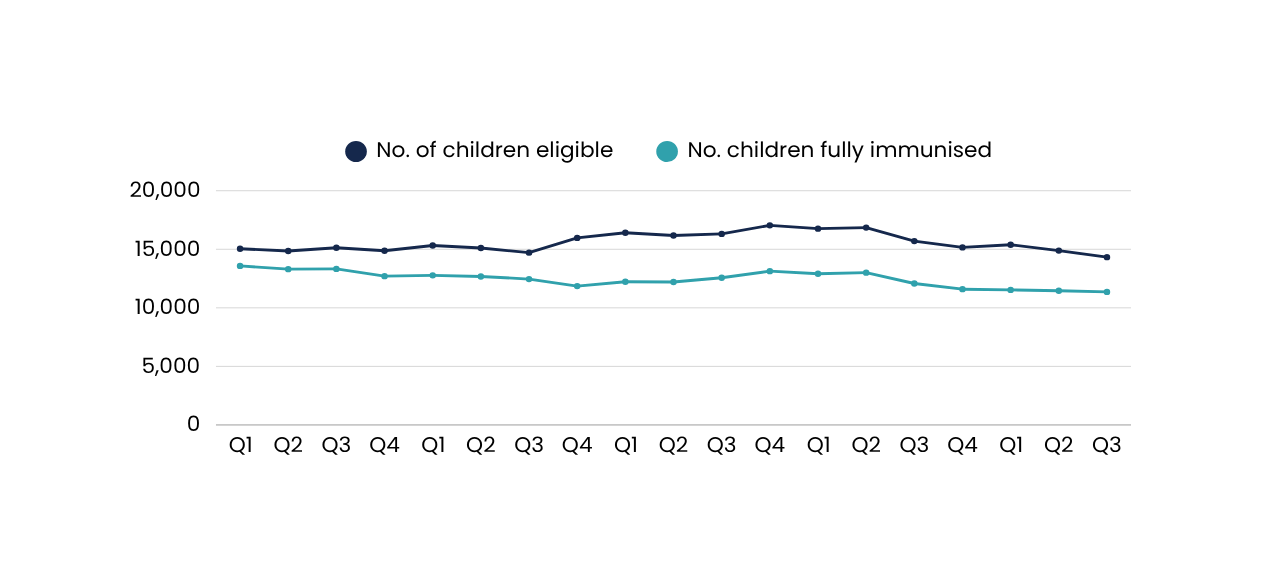 No. of children eligible No. children fully immunised
20,000
15,000
10,000
5,000
0
Q1 Q2 Q3 Q4 Q1 Q2 Q3 Q4 Q1 Q2 Q3 Q4 Q1 Q2 Q3 Q4 Q1 Q2 Q3